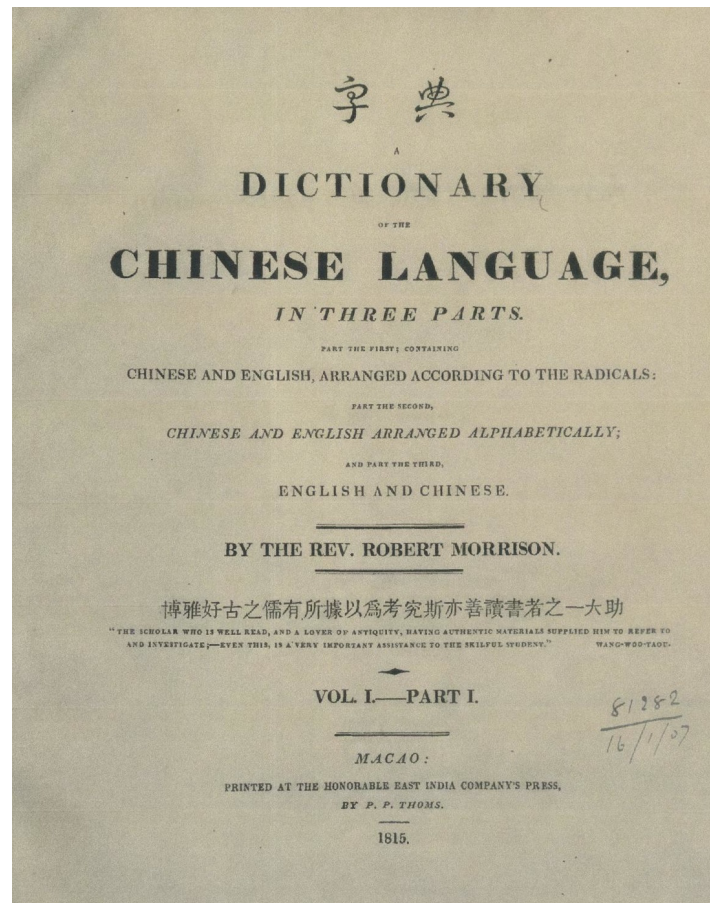 字 典
A
DICTIONARY
OF THE
CHINESE LANGUAGE,
IN THREE PARTS.
PART THE FIRST; CONTAINING
CHINESE AND ENGLISH, ARRANGED ACCORDING TO THE RADICALS:
PART THE SECOND,
CHINESE AND ENGLISH ARRANGED ALPHABETICALLY;
AND PART THE THIRD,
ENGLISH AND CHINESE.
BY THE REV. ROBERT MORRISON.
博雅好古之儒有所據以爲考究斯亦善讀書者之一大助
"THE SCHOLAR WHO IS WELL READ, AND A LOVER OF ANTIQUITY, HAVING AUTHENTIC MATERIALS SUPPLIED HIM TO REFER TO
AND INVESTIGATE;—EVEN THIS, IS A VERY IMPORTANT ASSISTANCE TO THE SKILFUL STUDENT." WANG-WOO-TAOU.
VOL. I.—PART I.
81282
16/1/07
MACAO:
PRINTED AT THE HONORABLE EAST INDIA COMPANY'S PRESS,
BY P. P. THOMS.
1815.